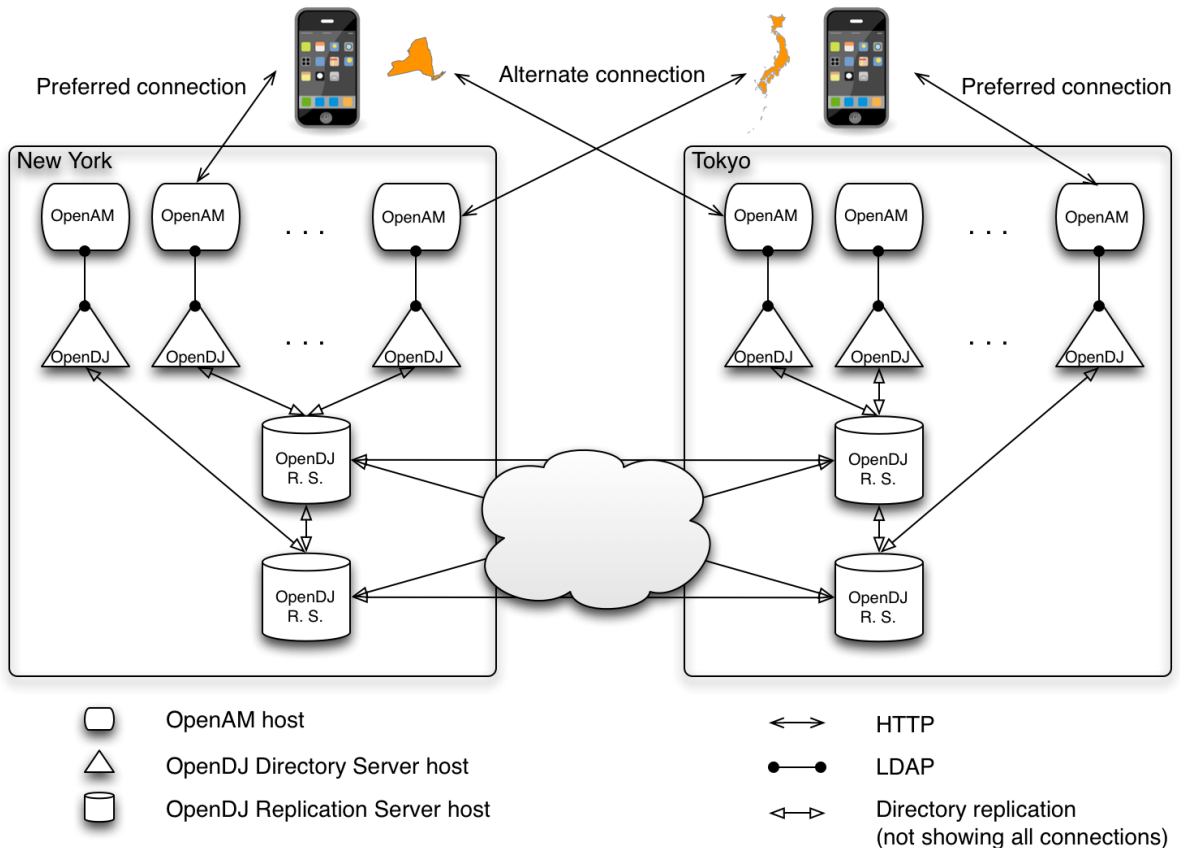 Preferred connection
Alternate connection
Preferred connection
New York
Tokyo
OpenAM
OpenAM
. . .
OpenAM
OpenAM
OpenAM
. . .
OpenAM
OpenDJ
OpenDJ
. . .
OpenDJ
OpenDJ
OpenDJ
. . .
OpenDJ
OpenDJ
R. S.
OpenDJ
R. S.
OpenDJ
R. S.
OpenDJ
R. S.
OpenAM host
OpenDJ Directory Server host
OpenDJ Replication Server host
HTTP
LDAP
Directory replication
(not showing all connections)